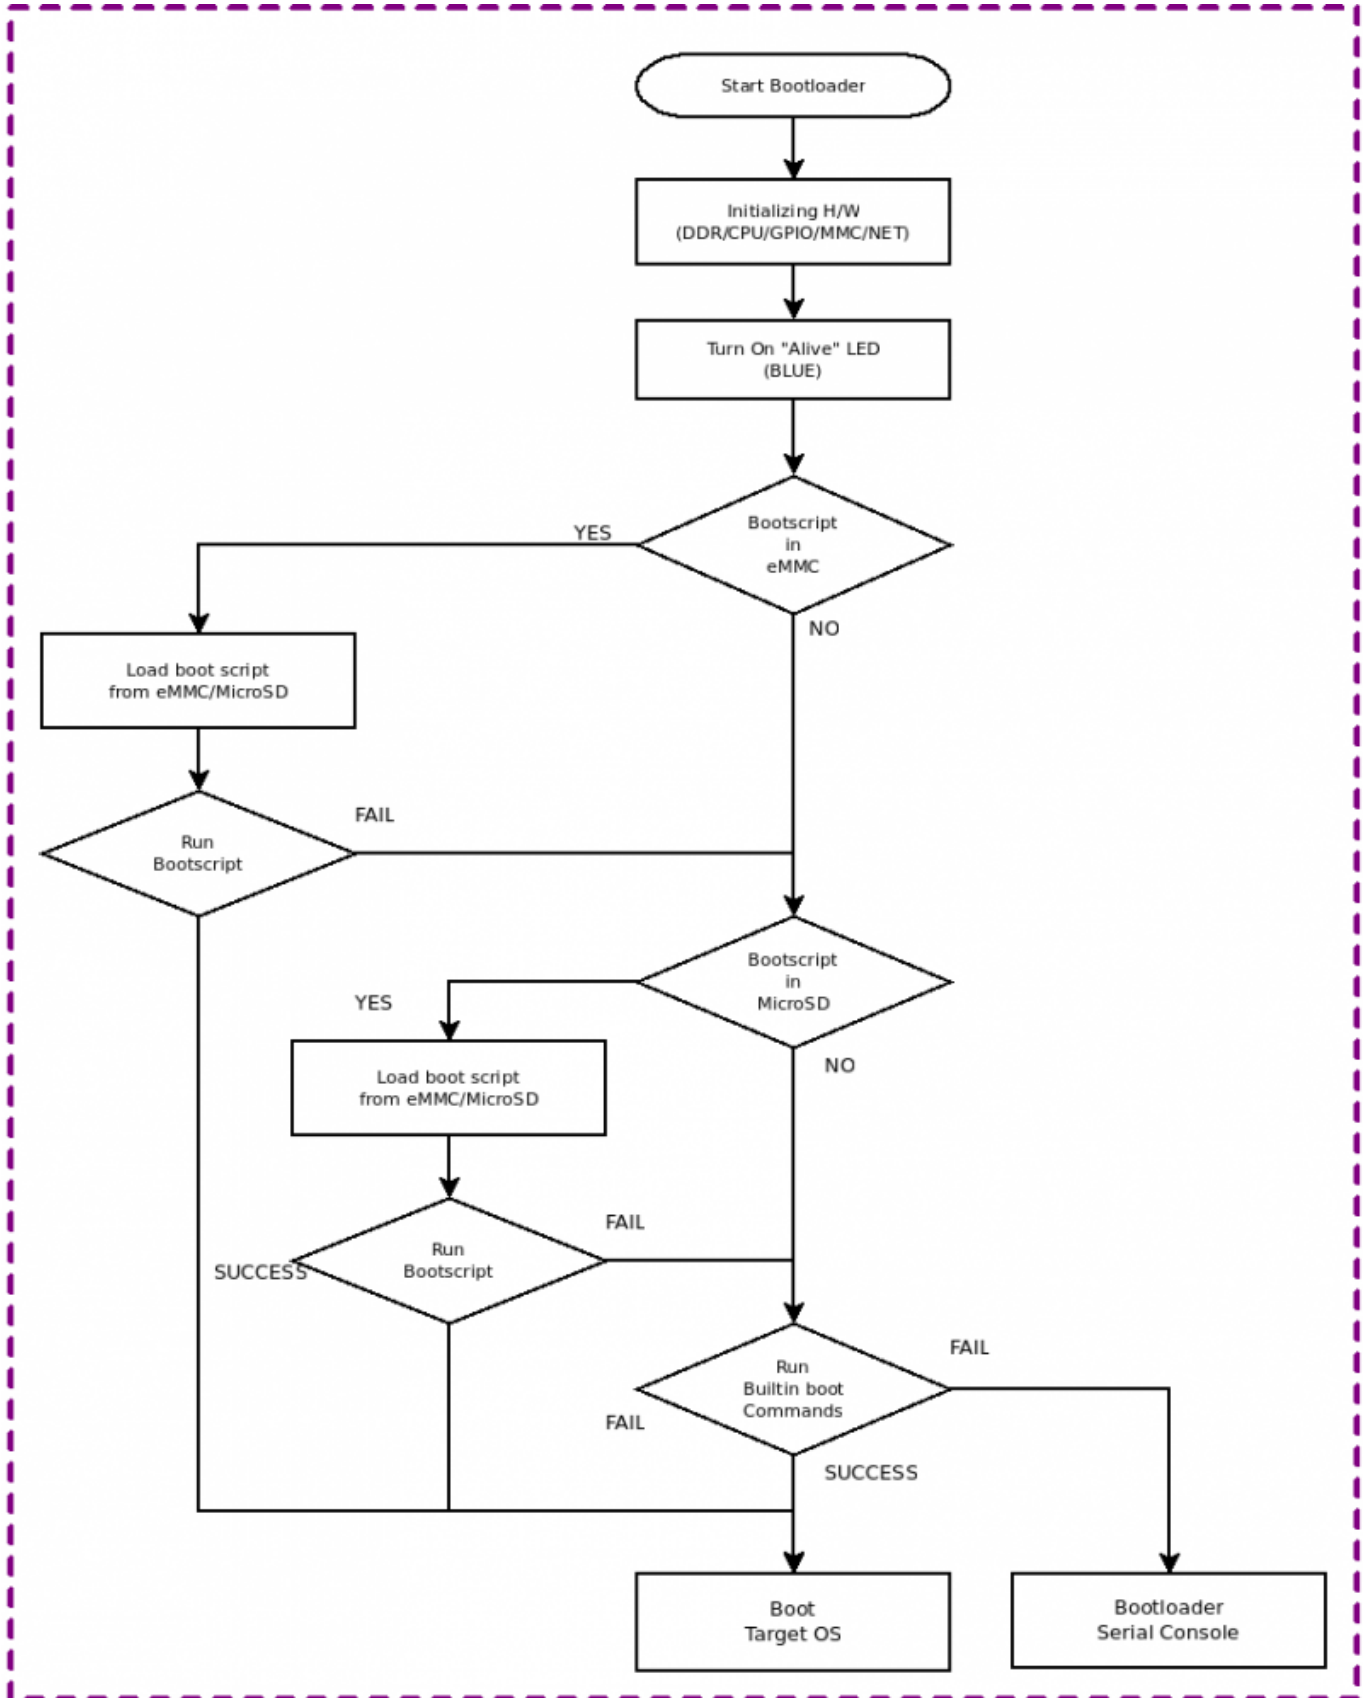 Start Bootloader
Initializing H/W
(DDR/CPU/GPIO/MMC/NET)
Turn On "Alive" LED
(BLUE)
Bootscript
in
eMMC
YES
NO
Load boot script
from eMMC/MicroSD
Run
Bootscript
FAIL
Bootscript
in
MicroSD
YES
NO
Load boot script
from eMMC/MicroSD
Run
Bootscript
FAIL
SUCCESS
Run
Builtin boot
Commands
FAIL
FAIL
SUCCESS
Boot
Target OS
Bootloader
Serial Console